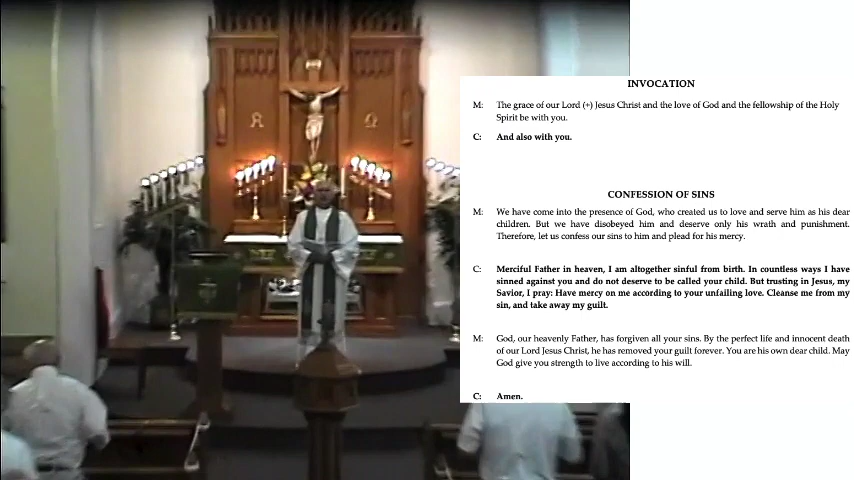 INVOCATION
M: The grace of our Lord (+) Jesus Christ and the love of God and the fellowship of the Holy
Spirit be with you.
C: And also with you.
CONFESSION OF SINS
M: We have come into the presence of God, who created us to love and serve him as his dear
children. But we have disobeyed him and deserve only his wrath and punishment.
Therefore, let us confess our sins to him and plead for his mercy.
C: Merciful Father in heaven, I am altogether sinful from birth. In countless ways I have
sinned against you and do not deserve to be called your child. But trusting in Jesus, my
Savior, I pray: Have mercy on me according to your unfailing love. Cleanse me from my
sin, and take away my guilt.
M: God, our heavenly Father, has forgiven all your sins. By the perfect life and innocent death
of our Lord Jesus Christ, he has removed your guilt forever. You are his own dear child. May
God give you strength to live according to his will.
C: Amen.